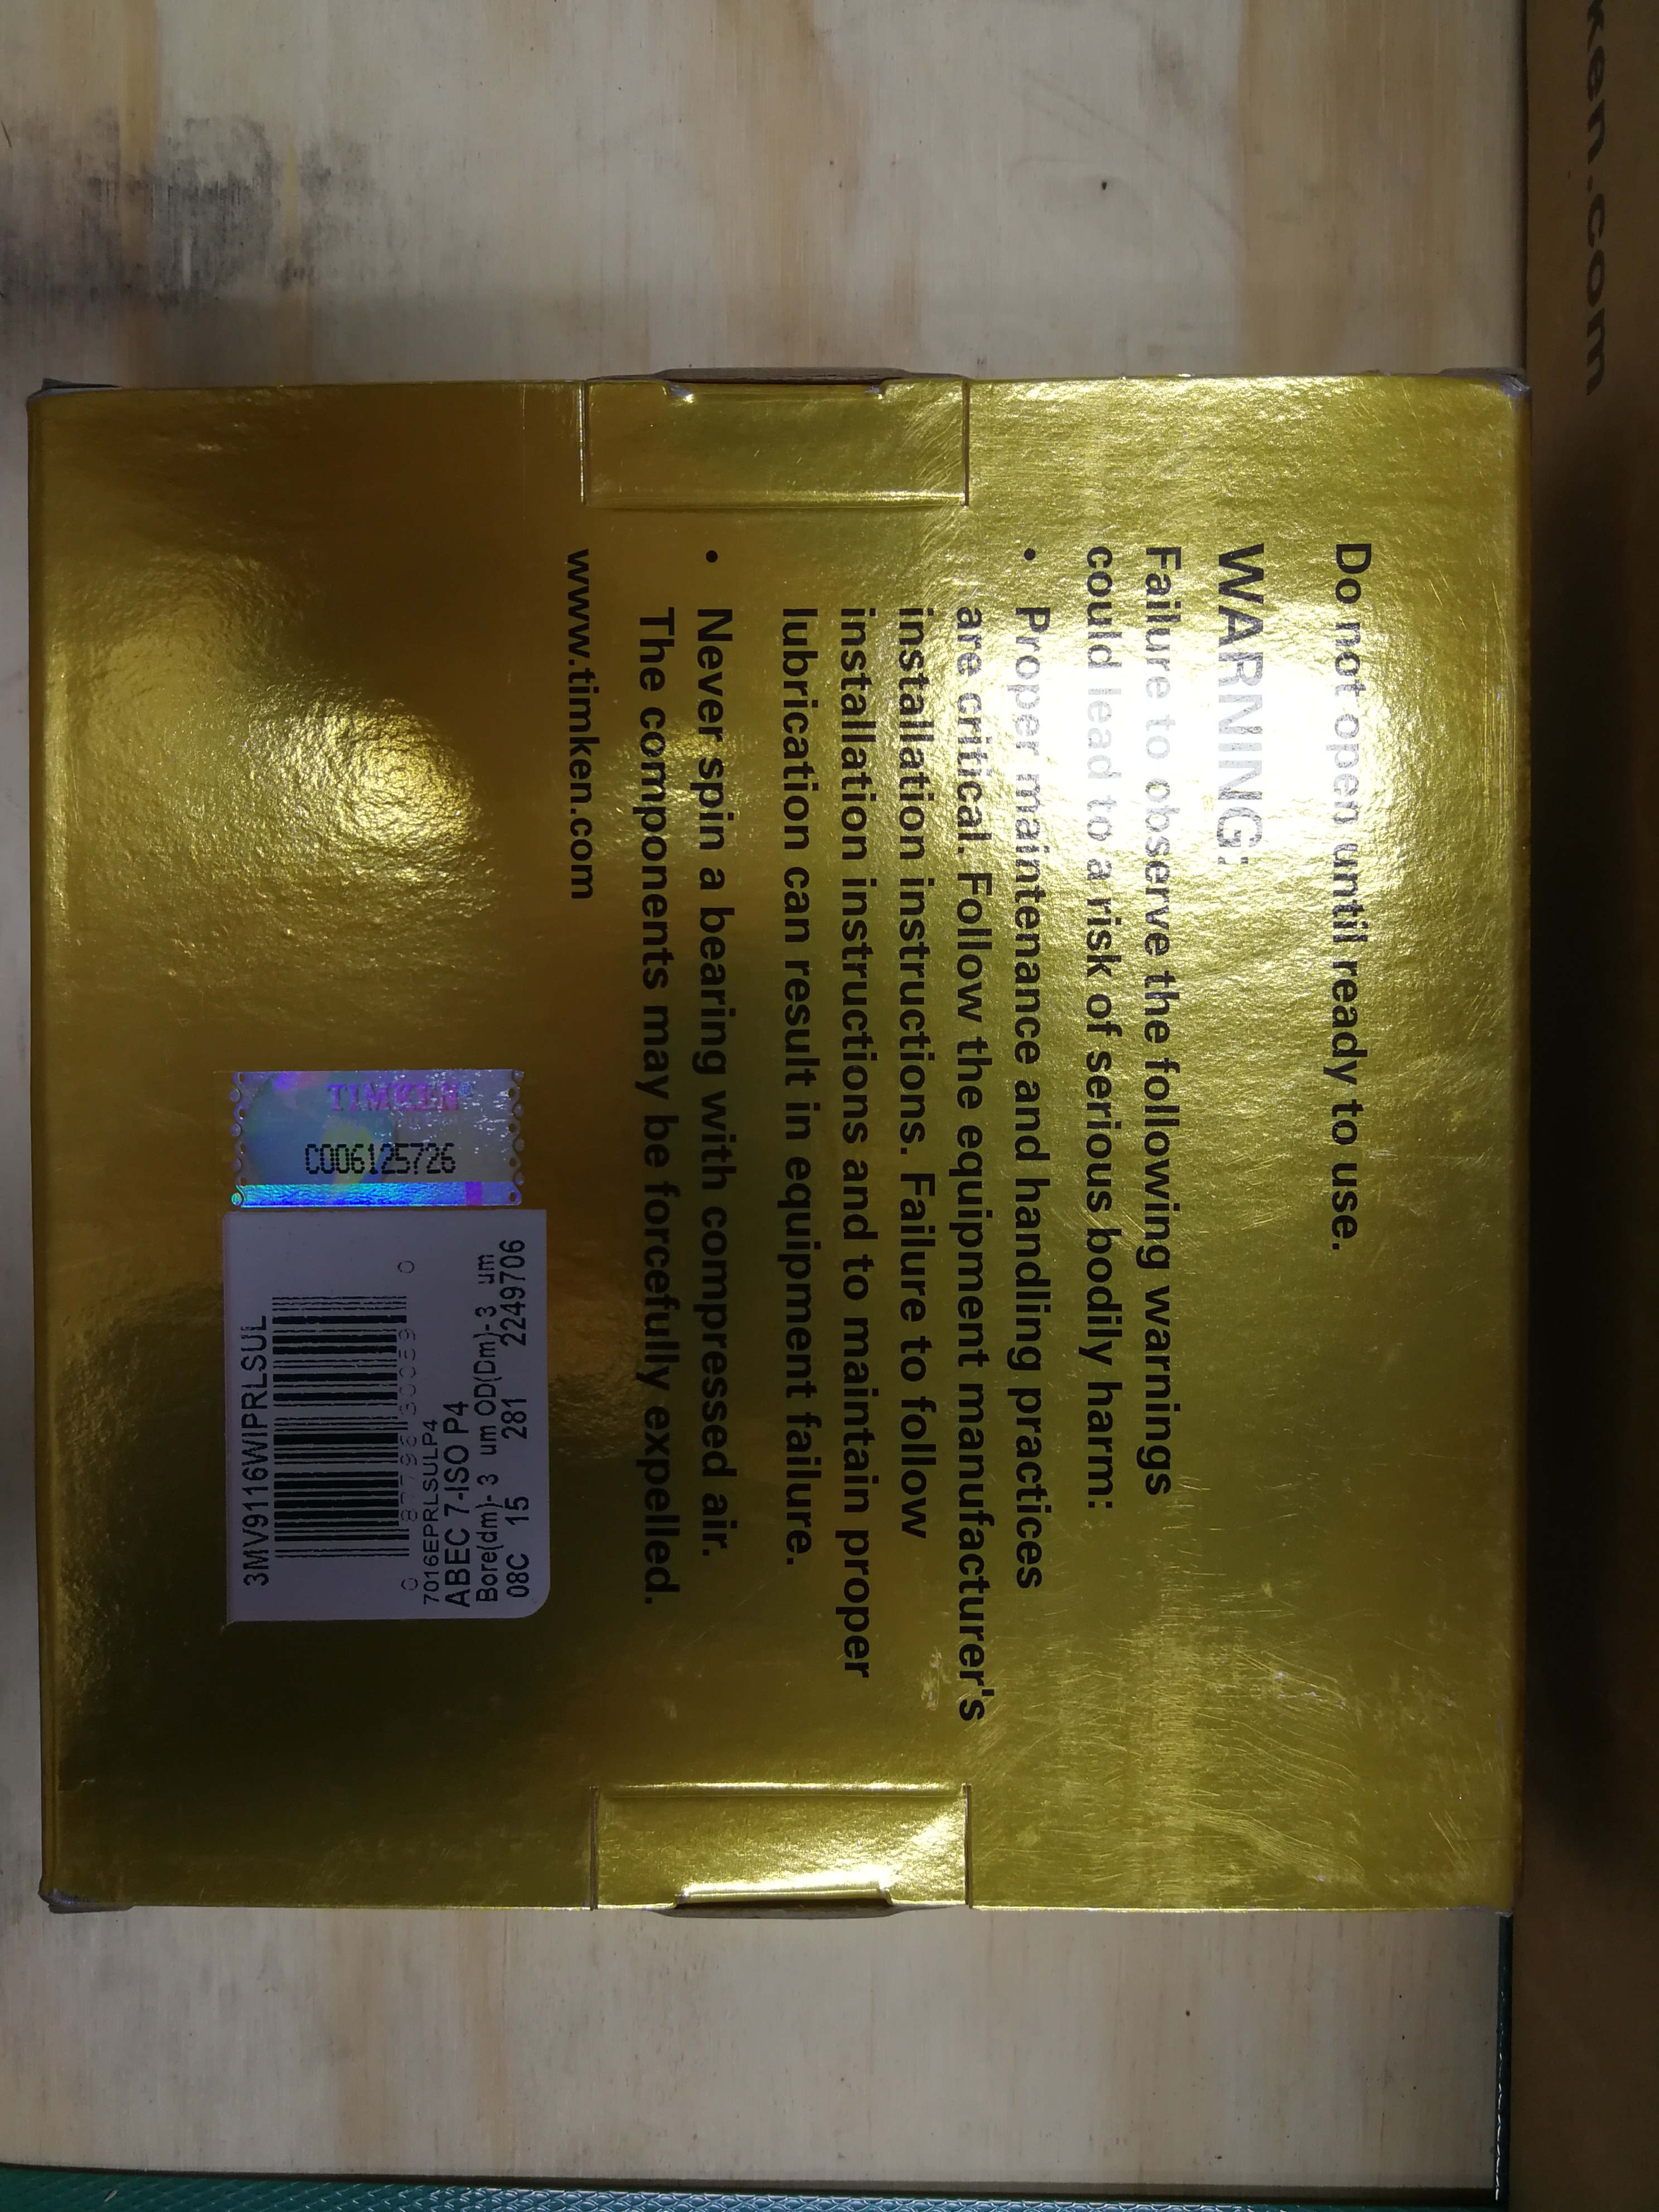 Do not open until ready to use.
WARNING:
Failure to observe the following warnings
could lead to a risk of serious bodily harm:
• Proper maintenance and handling practices
are critical. Follow the equipment manufacturer's
installation instructions. Failure to follow
installation instructions and to maintain proper
lubrication can result in equipment failure.
• Never spin a bearing with compressed air.
The components may be forcefully expelled.
www.timken.com
TIMKEN
C006125726
3MV9116WIPRLSUL
7016EPRLSULP4
ABEC 7-ISO P4
Bore(dm)- 3 um OD(Dm)- 3 um
08C 15 281 2249706
ken.com